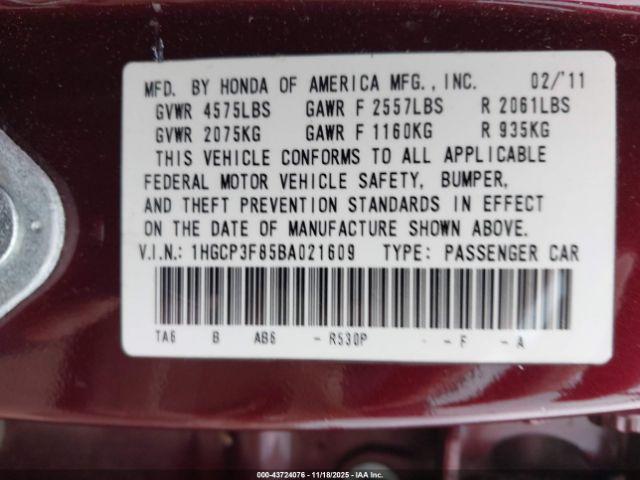 MFD. BY HONDA OF AMERICA MFG., INC. 02/'11
GVWR 4575LBS GAWR F 2557LBS R 2061LBS
GVWR 2075KG GAWR F 1160KG R 935KG
THIS VEHICLE CONFORMS TO ALL APPLICABLE
FEDERAL MOTOR VEHICLE SAFETY, BUMPER,
AND THEFT PREVENTION STANDARDS IN EFFECT
ON THE DATE OF MANUFACTURE SHOWN ABOVE.
V.I.N.: 1HGCP3F85BA021609 TYPE: PASSENGER CAR
TA6 B AB6 - R530P - - F - A
000-43724076 11/18/2025 IAA Inc. Copyright